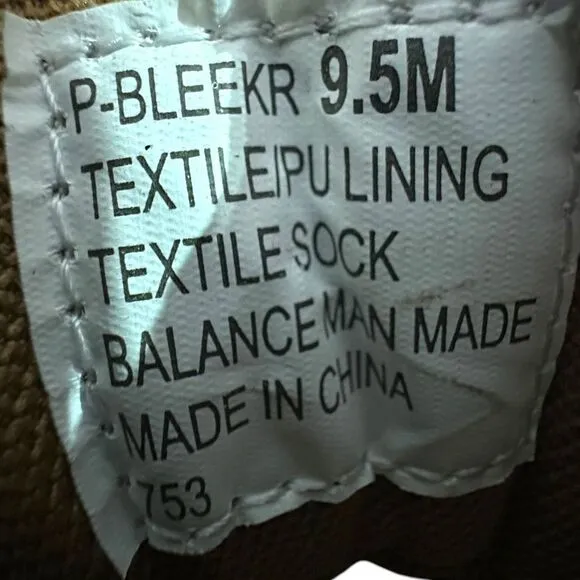 P-BLEEKR 9.5M
TEXTILE/PU LINING
TEXTILE SOCK
BALANCE MAN MADE
MADE IN CHINA
753